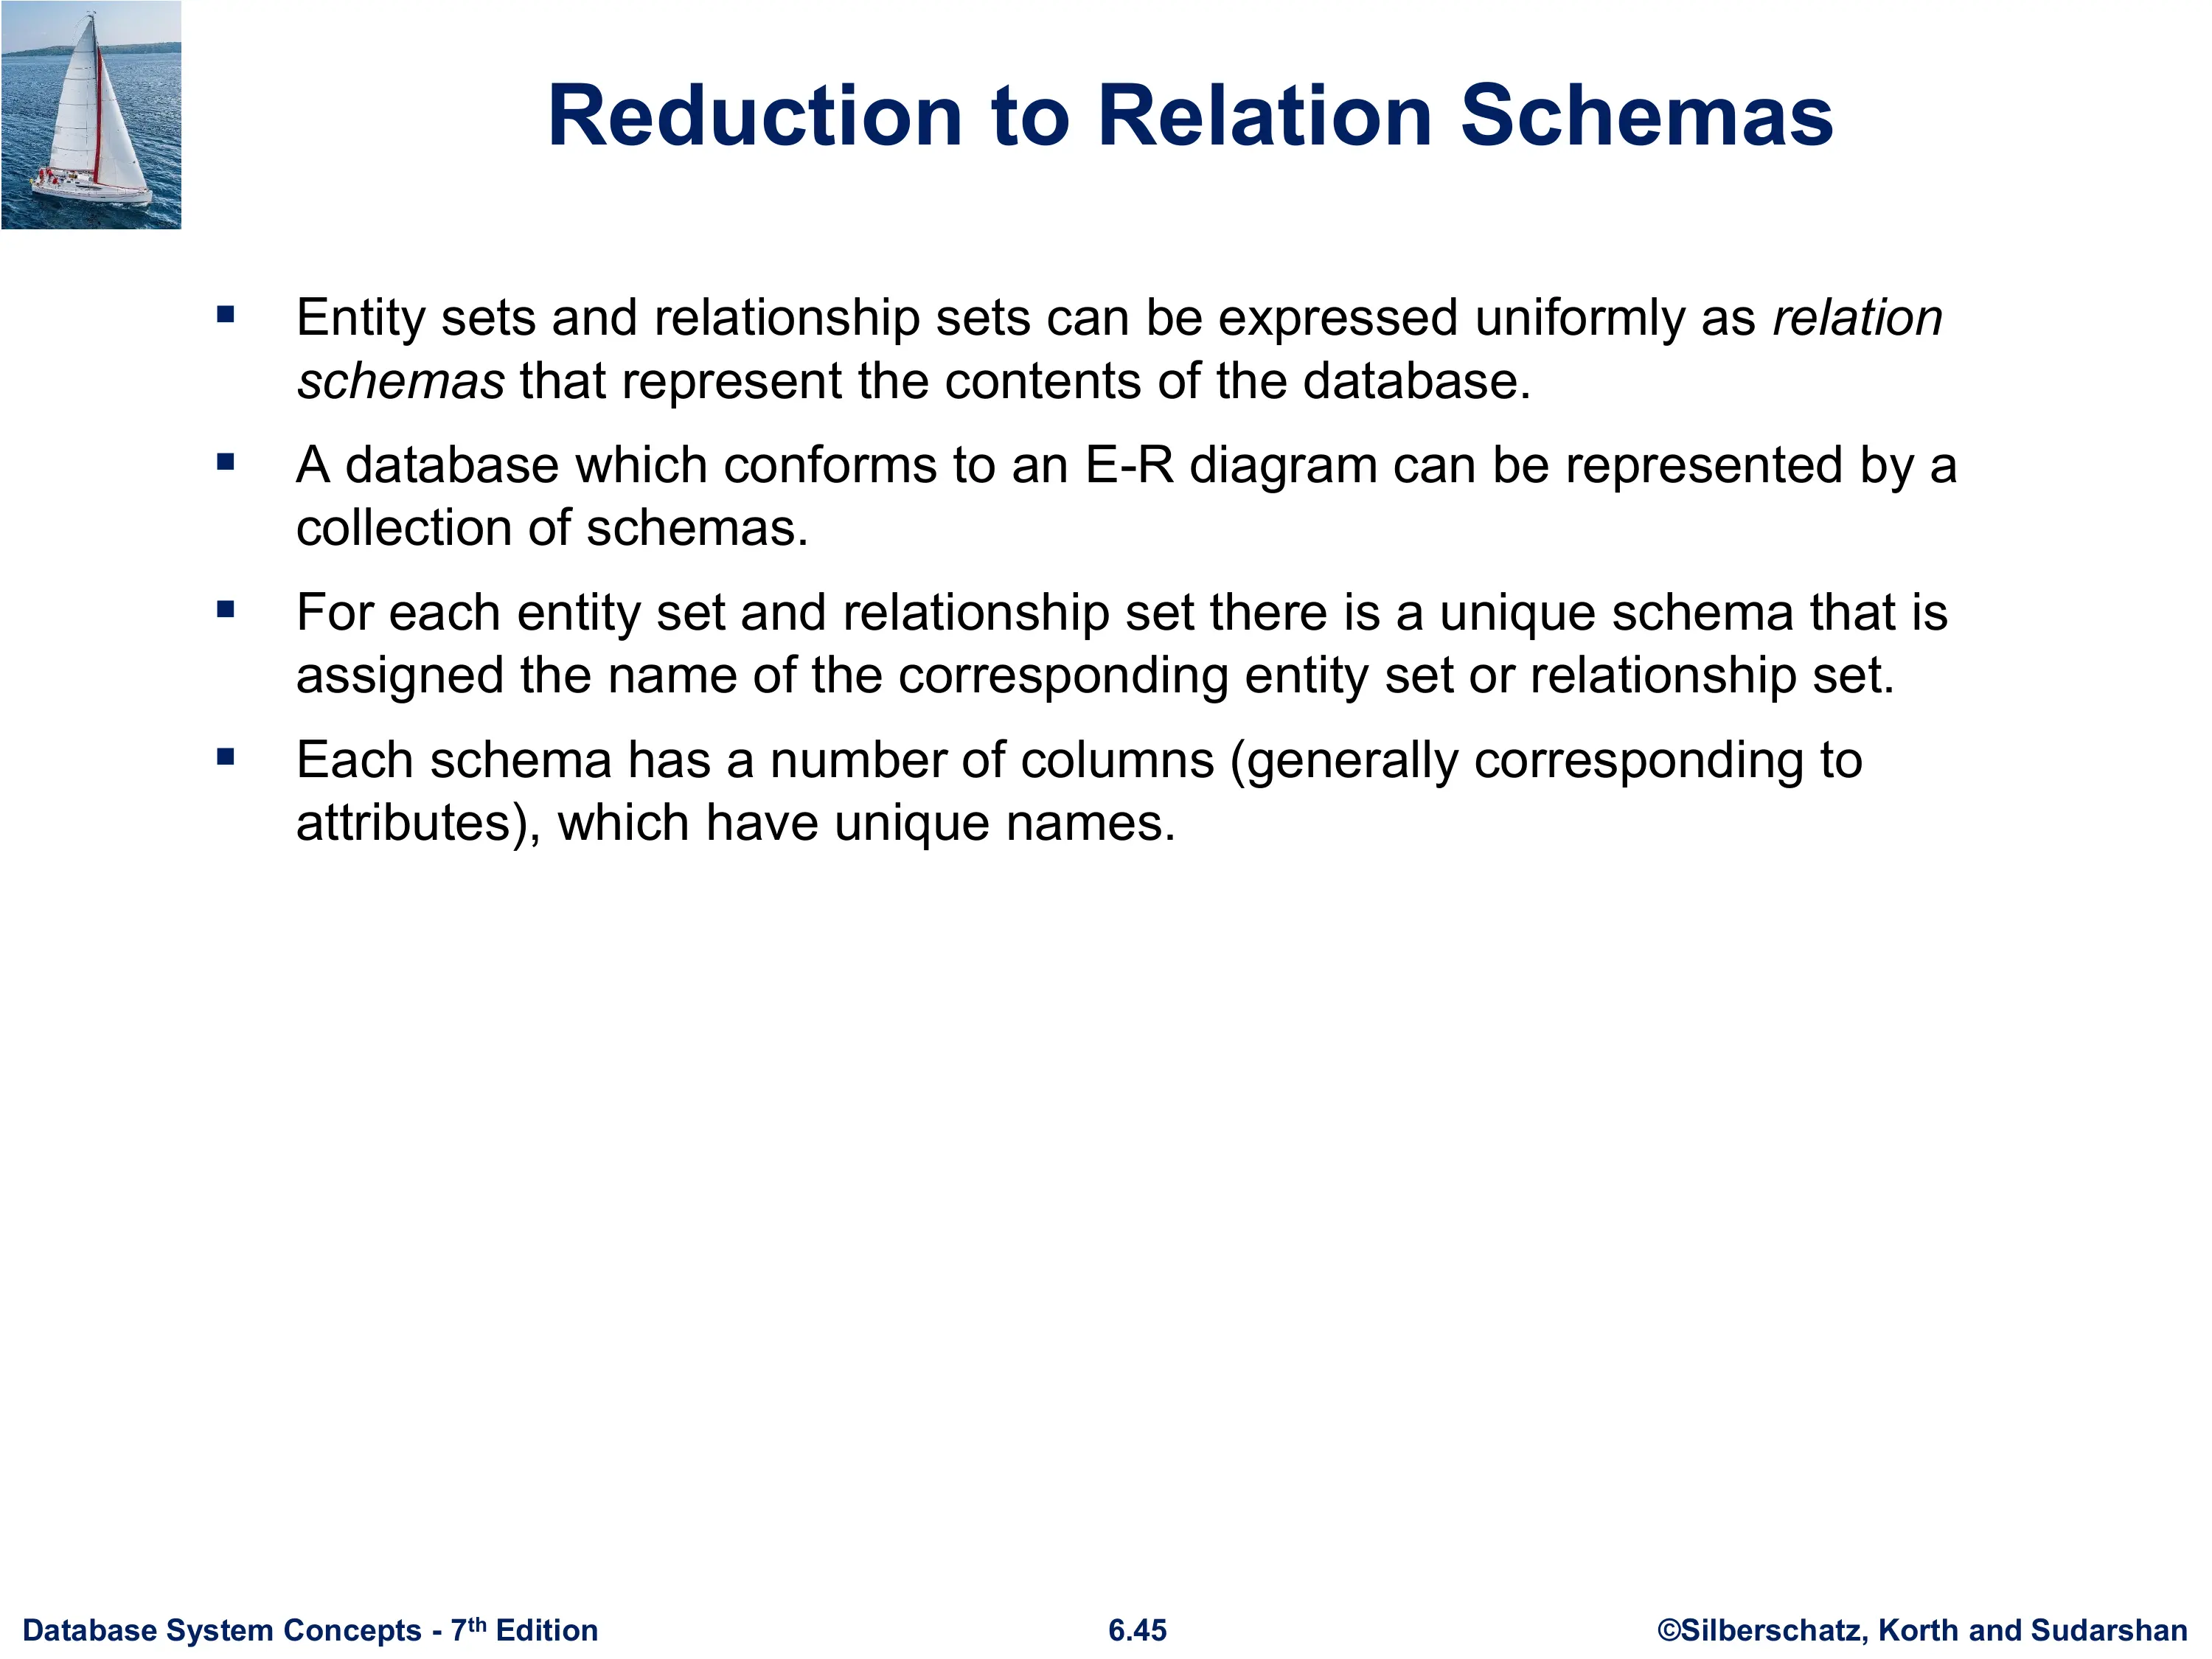 Reduction to Relation Schemas
▪ Entity sets and relationship sets can be expressed uniformly as relation
schemas that represent the contents of the database.
▪ A database which conforms to an E-R diagram can be represented by a
collection of schemas.
▪ For each entity set and relationship set there is a unique schema that is
assigned the name of the corresponding entity set or relationship set.
▪ Each schema has a number of columns (generally corresponding to
attributes), which have unique names.
Database System Concepts - 7th Edition
6.45
©Silberschatz, Korth and Sudarshan